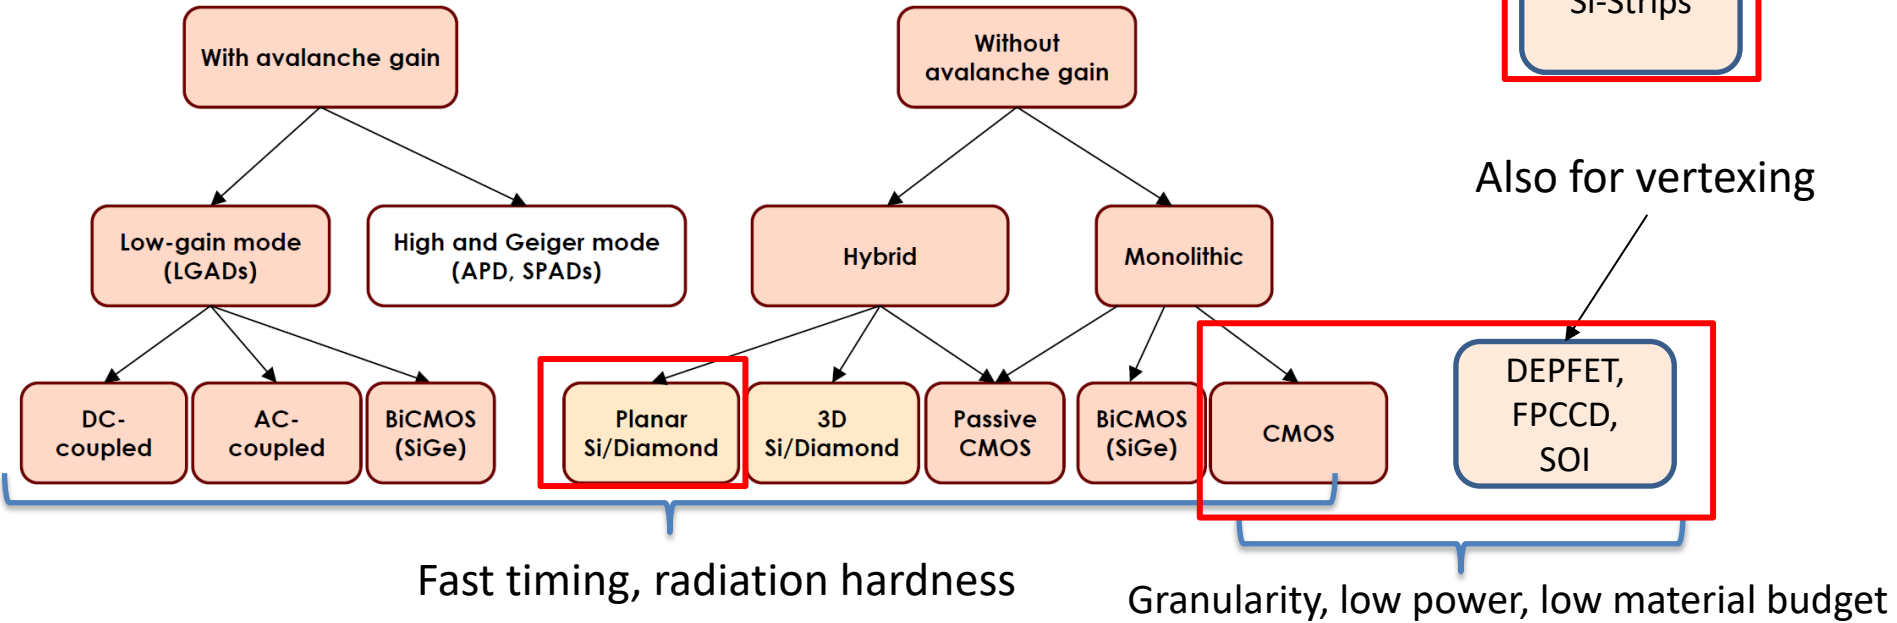 Si-Strips
With avalanche gain
Without
avalanche gain
Also for vertexing
Low-gain mode
(LGADs)
High and Geiger mode
(APD, SPADs)
Hybrid
Monolithic
DC-
coupled
AC-
coupled
BiCMOS
(SiGe)
Planar
Si/Diamond
3D
Si/Diamond
Passive
CMOS
BiCMOS
(SiGe)
CMOS
DEPFET,
FPCCD,
SOI
Fast timing, radiation hardness
Granularity, low power, low material budget